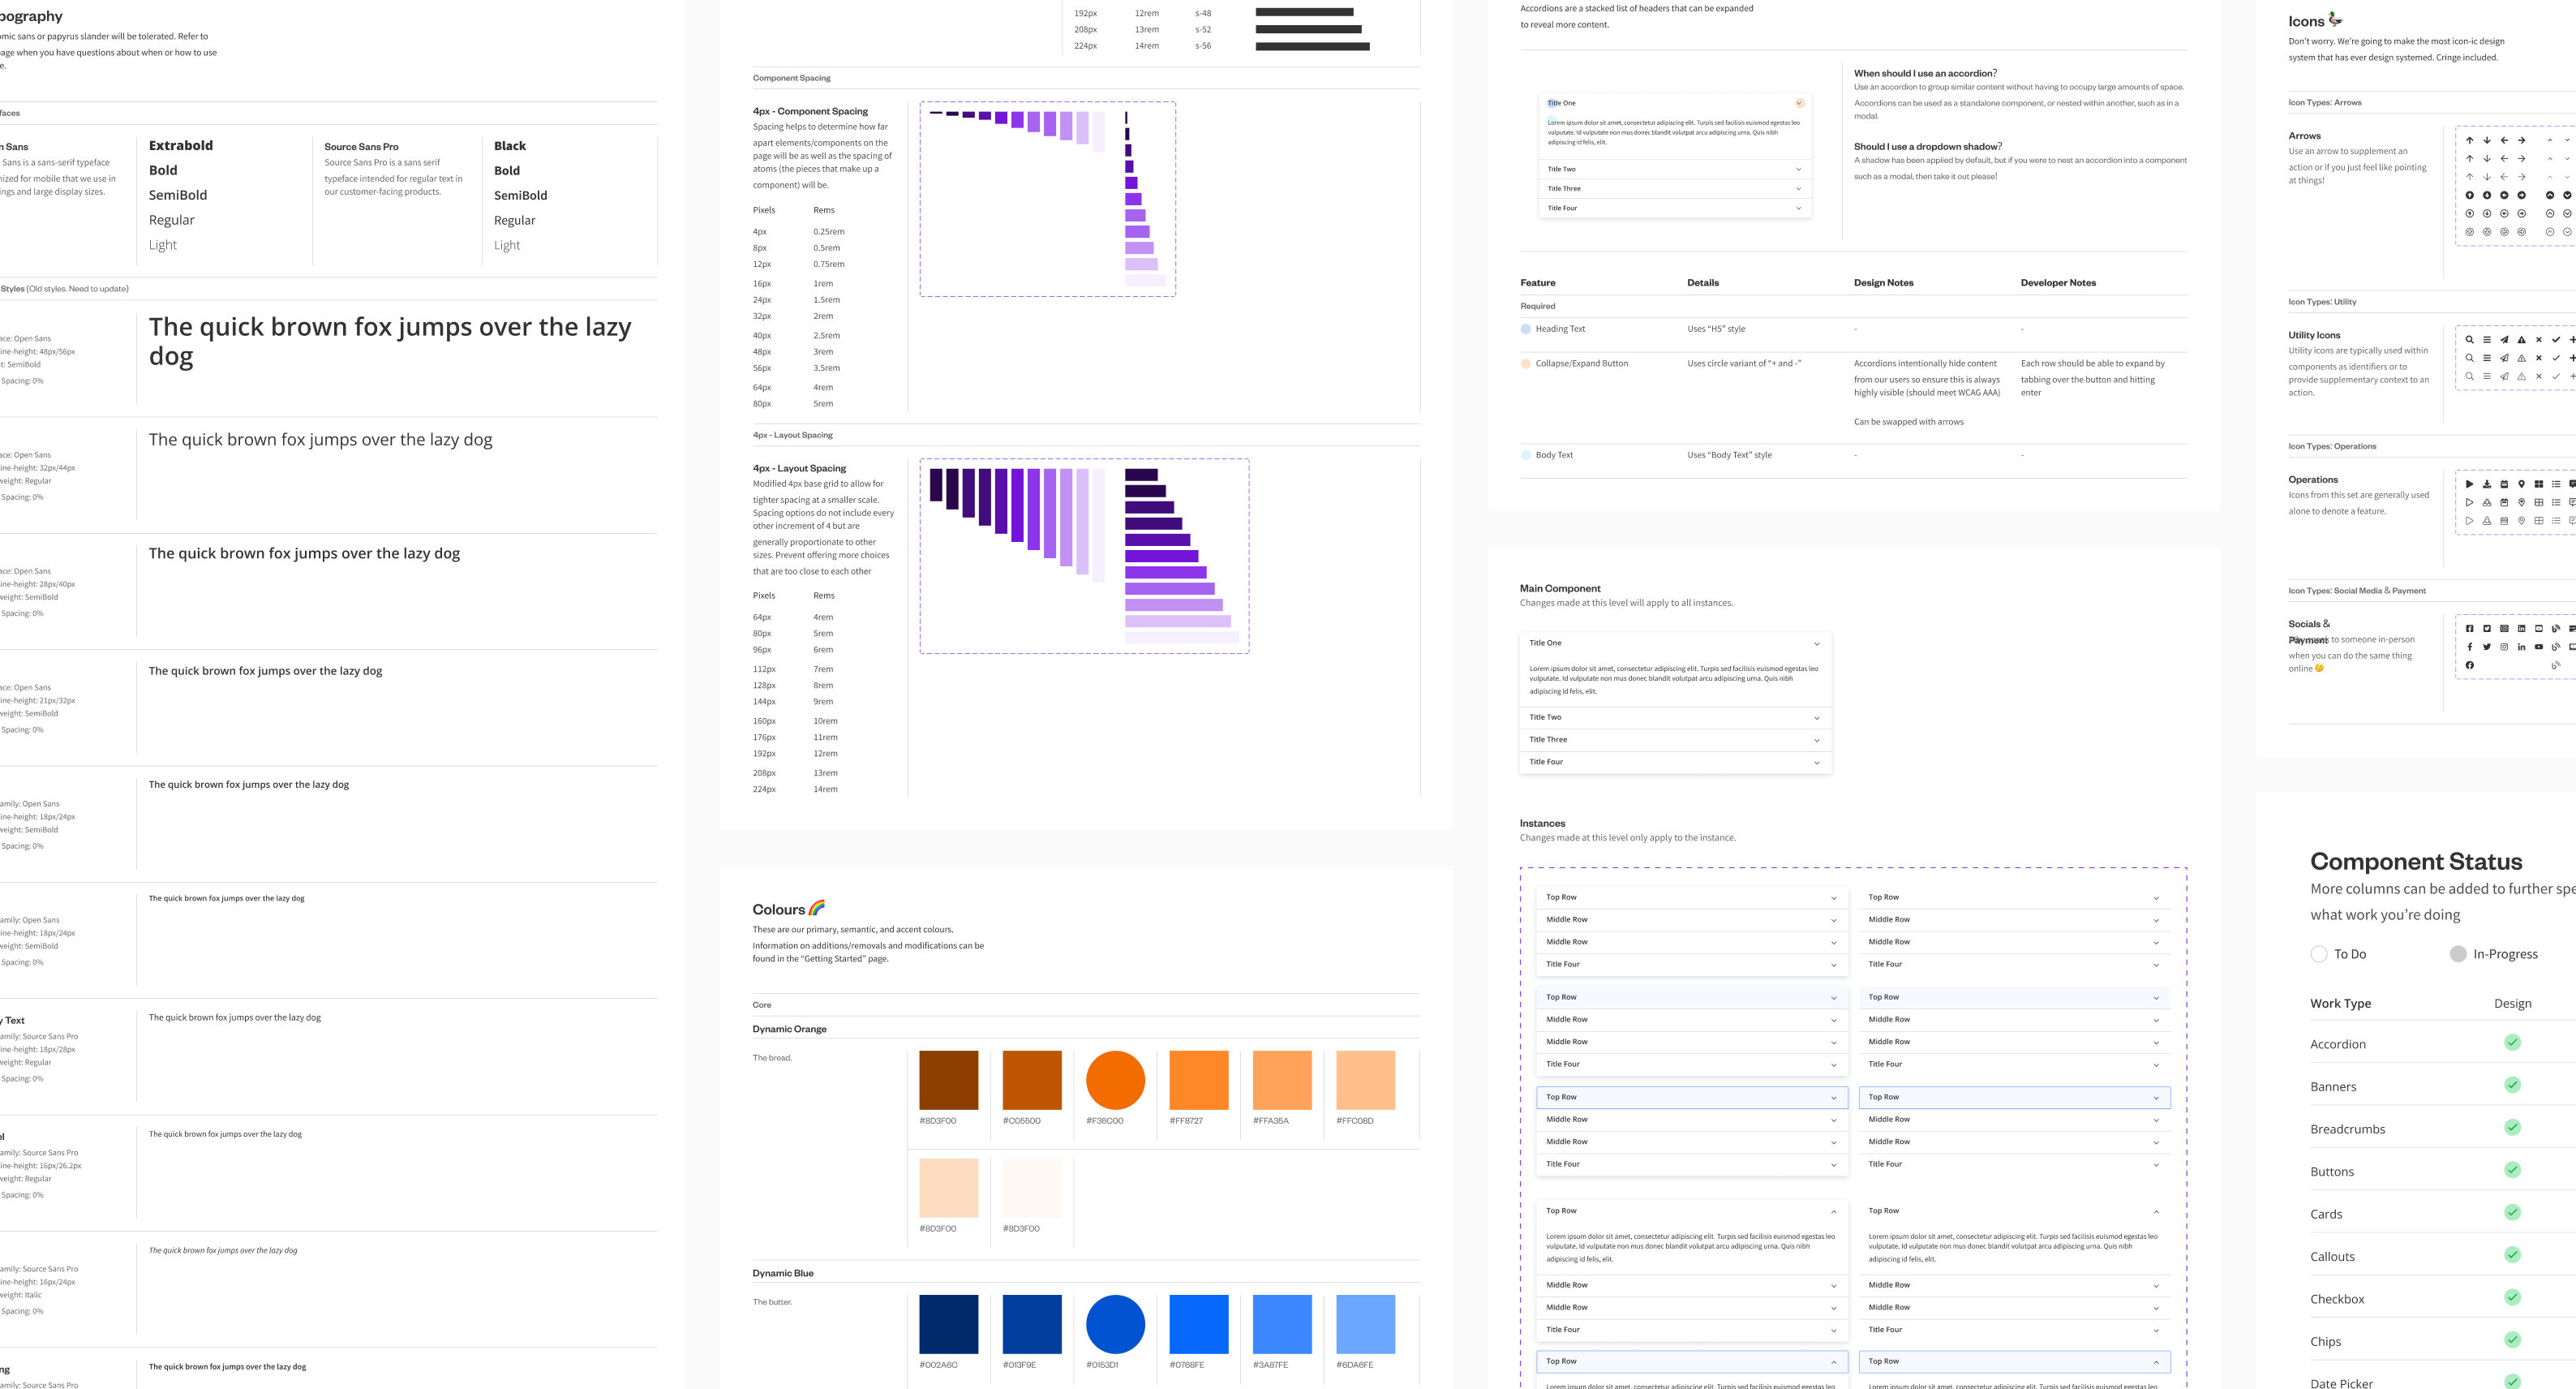 pography
omic sans or papyrus slander will be tolerated. Refer to
page when you have questions about when or how to use
e.
faces
n Sans
Sans is a sans-serif typeface
mized for mobile that we use in
ings and large display sizes.
Extrabold
Bold
SemiBold
Regular
Light
Source Sans Pro
Source Sans Pro is a sans serif
typeface intended for regular text in
our customer-facing products.
Black
Bold
SemiBold
Regular
Light
Styles (Old styles. Need to update)
ace: Open Sans
ine-height: 48px/56px
t: SemiBold
Spacing: 0%
The quick brown fox jumps over the lazy
dog
ace: Open Sans
ine-height: 32px/44px
weight: Regular
Spacing: 0%
The quick brown fox jumps over the lazy dog
ace: Open Sans
ine-height: 28px/40px
weight: SemiBold
Spacing: 0%
The quick brown fox jumps over the lazy dog
ace: Open Sans
ine-height: 21px/32px
weight: SemiBold
Spacing: 0%
The quick brown fox jumps over the lazy dog
amily: Open Sans
ine-height: 18px/24px
weight: SemiBold
Spacing: 0%
The quick brown fox jumps over the lazy dog
amily: Open Sans
ine-height: 18px/24px
weight: SemiBold
Spacing: 0%
The quick brown fox jumps over the lazy dog
y Text
amily: Source Sans Pro
ine-height: 18px/28px
weight: Regular
Spacing: 0%
The quick brown fox jumps over the lazy dog
el
amily: Source Sans Pro
ine-height: 16px/26.2px
weight: Regular
Spacing: 0%
The quick brown fox jumps over the lazy dog
amily: Source Sans Pro
ine-height: 16px/24px
weight: Italic
Spacing: 0%
The quick brown fox jumps over the lazy dog
ng
amily: Source Sans Pro
The quick brown fox jumps over the lazy dog
192px 12rem s-48
208px 13rem s-52
224px 14rem s-56
Component Spacing
4px - Component Spacing
Spacing helps to determine how far
apart elements/components on the
page will be as well as the spacing of
atoms (the pieces that make up a
component) will be.
Pixels Rems
4px 0.25rem
8px 0.5rem
12px 0.75rem
16px 1rem
24px 1.5rem
32px 2rem
40px 2.5rem
48px 3rem
56px 3.5rem
64px 4rem
80px 5rem
4px - Layout Spacing
4px - Layout Spacing
Modified 4px base grid to allow for
tighter spacing at a smaller scale.
Spacing options do not include every
other increment of 4 but are
generally proportionate to other
sizes. Prevent offering more choices
that are too close to each other
Pixels Rems
64px 4rem
80px 5rem
96px 6rem
112px 7rem
128px 8rem
144px 9rem
160px 10rem
176px 11rem
192px 12rem
208px 13rem
224px 14rem
Colours 🌈
These are our primary, semantic, and accent colours.
Information on additions/removals and modifications can be
found in the “Getting Started” page.
Core
Dynamic Orange
The bread.
#8D3F00 #C05500 #F36C00 #FF8727 #FFA35A #FFC08D
#8D3F00 #8D3F00
Dynamic Blue
The butter.
#002A6C #013F9E #0153D1 #0768FE #3A87FE #6DA6FE
Accordions are a stacked list of headers that can be expanded
to reveal more content.
Title One
Lorem ipsum dolor sit amet, consectetur adipiscing elit. Turpis sed facilisis euismod egestas leo
vulputate. Id vulputate non mus donec blandit volutpat arcu adipiscing urna. Quis nibh
adipiscing id felis, elit.
Title Two
Title Three
Title Four
When should I use an accordion?
Use an accordion to group similar content without having to occupy large amounts of space.
Accordions can be used as a standalone component, or nested within another, such as in a
modal.
Should I use a dropdown shadow?
A shadow has been applied by default, but if you were to nest an accordion into a component
such as a modal, then take it out please!
Feature Details Design Notes Developer Notes
Required
Heading Text Uses “H5” style - -
Collapse/Expand Button Uses circle variant of “+ and -”
Accordions intentionally hide content
from our users so ensure this is always
highly visible (should meet WCAG AAA)
Can be swapped with arrows
Each row should be able to expand by
tabbing over the button and hitting
enter
Body Text Uses “Body Text” style - -
Main Component
Changes made at this level will apply to all instances.
Title One
Lorem ipsum dolor sit amet, consectetur adipiscing elit. Turpis sed facilisis euismod egestas leo
vulputate. Id vulputate non mus donec blandit volutpat arcu adipiscing urna. Quis nibh
adipiscing id felis, elit.
Title Two
Title Three
Title Four
Instances
Changes made at this level only apply to the instance.
Top Row Top Row
Middle Row Middle Row
Middle Row Middle Row
Title Four Title Four
Top Row Top Row
Middle Row Middle Row
Middle Row Middle Row
Title Four Title Four
Top Row Top Row
Middle Row Middle Row
Middle Row Middle Row
Title Four Title Four
Top Row
Lorem ipsum dolor sit amet, consectetur adipiscing elit. Turpis sed facilisis euismod egestas leo
vulputate. Id vulputate non mus donec blandit volutpat arcu adipiscing urna. Quis nibh
adipiscing id felis, elit.
Middle Row
Middle Row
Title Four
Top Row
Lorem ipsum dolor sit amet, consectetur adipiscing elit. Turpis sed facilisis euismod egestas leo
vulputate. Id vulputate non mus donec blandit volutpat arcu adipiscing urna. Quis nibh
adipiscing id felis, elit.
Middle Row
Middle Row
Title Four
Top Row
Lorem ipsum dolor sit amet, consectetur adipiscing elit. Turpis sed facilisis euismod egestas leo
Top Row
Lorem ipsum dolor sit amet, consectetur adipiscing elit. Turpis sed facilisis euismod egestas leo
Icons 🦆
Don’t worry. We’re going to make the most icon-ic design
system that has ever design systemed. Cringe included.
Icon Types: Arrows
Arrows
Use an arrow to supplement an
action or if you just feel like pointing
at things!
Icon Types: Utility
Utility Icons
Utility icons are typically used within
components as identifiers or to
provide supplementary context to an
action.
Icon Types: Operations
Operations
Icons from this set are generally used
alone to denote a feature.
Icon Types: Social Media & Payment
Socials &
Payment
to someone in-person
when you can do the same thing
online 🤔
Component Status
More columns can be added to further spe
what work you’re doing
To Do In-Progress
Work Type Design
Accordion
Banners
Breadcrumbs
Buttons
Cards
Callouts
Checkbox
Chips
Date Picker